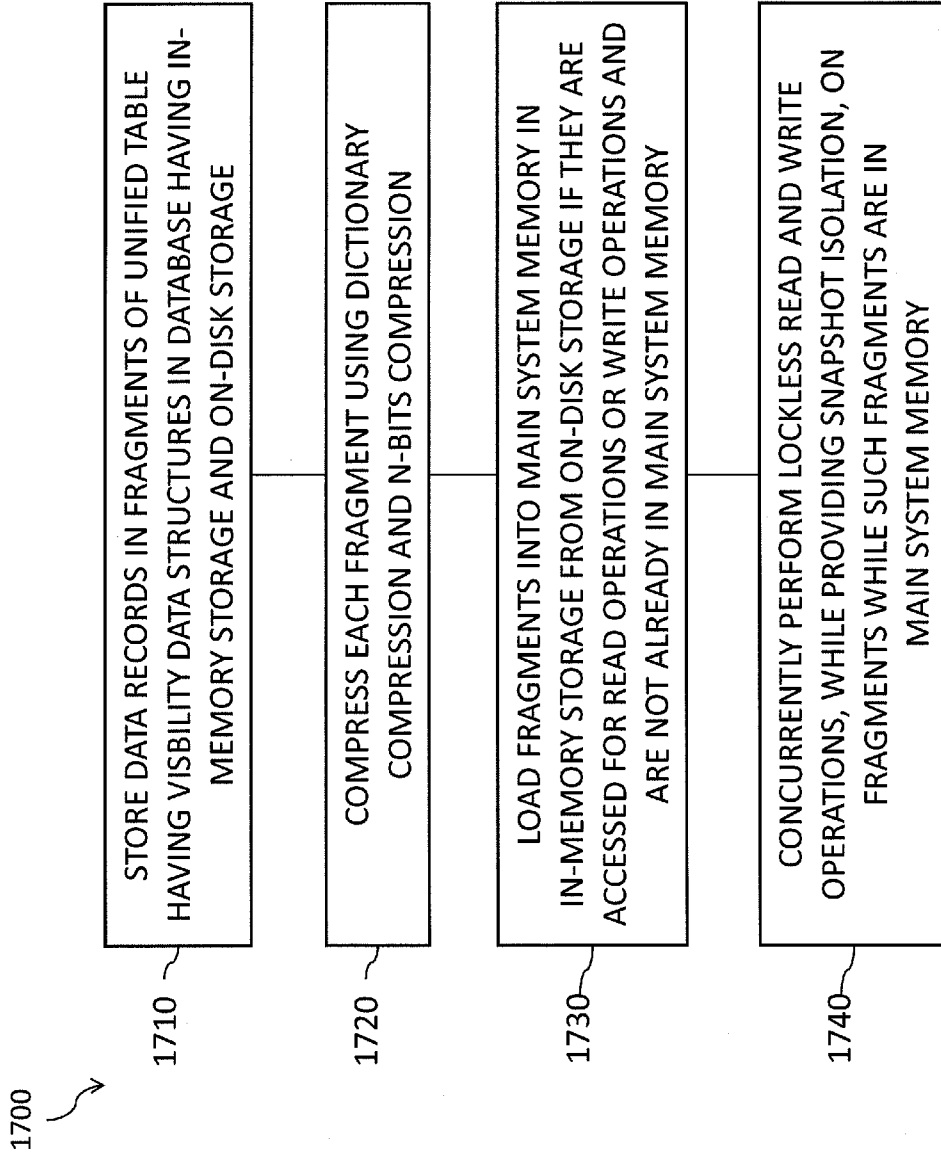 1700
1710
STORE DATA RECORDS IN FRAGMENTS OF UNIFIED TABLE
HAVING VISBILITY DATA STRUCTURES IN DATABASE HAVING IN-
MEMORY STORAGE AND ON-DISK STORAGE
1720
COMPRESS EACH FRAGMENT USING DICTIONARY
COMPRESSION AND N-BITS COMPRESSION
1730
LOAD FRAGMENTS INTO MAIN SYSTEM MEMORY IN
IN-MEMORY STORAGE FROM ON-DISK STORAGE IF THEY ARE
ACCESSED FOR READ OPERATIONS OR WRITE OPERATIONS AND
ARE NOT ALREADY IN MAIN SYSTEM MEMORY
1740
CONCURRENTLY PERFORM LOCKLESS READ AND WRITE
OPERATIONS, WHILE PROVIDING SNAPSHOT ISOLATION, ON
FRAGMENTS WHILE SUCH FRAGMENTS ARE IN
MAIN SYSTEM MEMORY